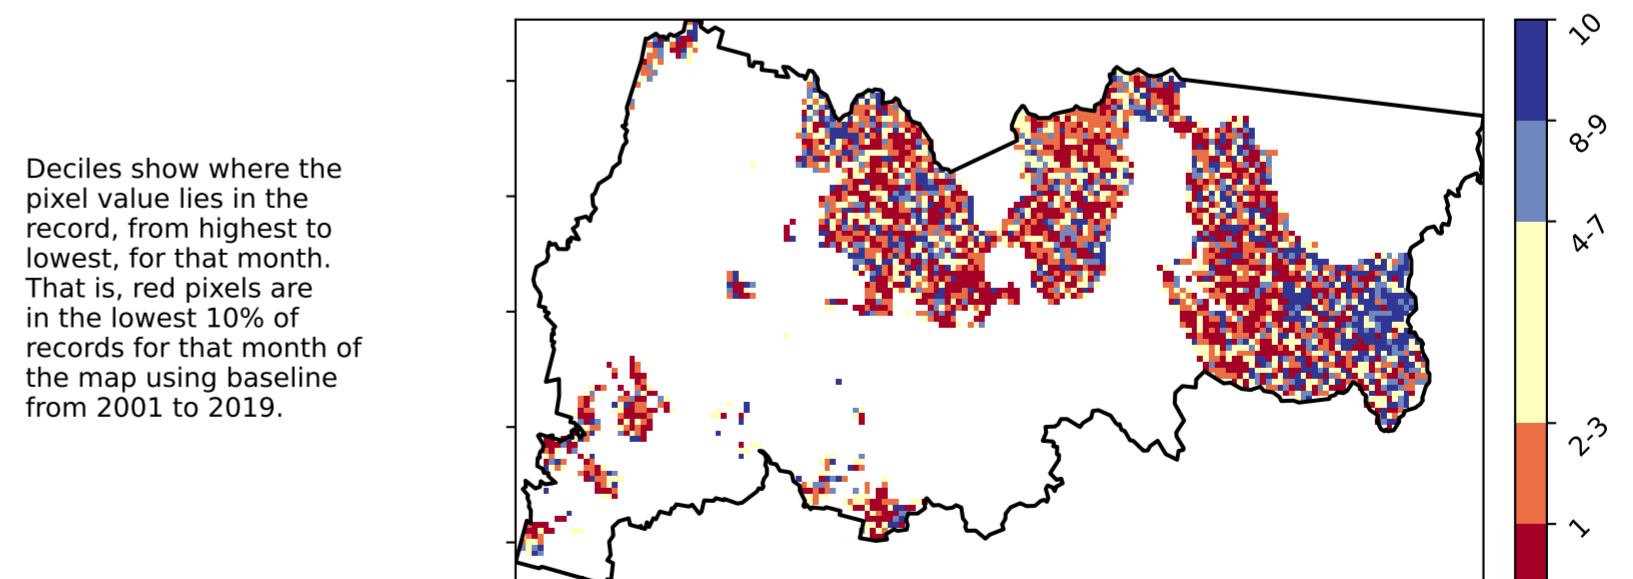 Deciles show where the
pixel value lies in the
record, from highest to
lowest, for that month.
That is, red pixels are
in the lowest 10% of
records for that month of
the map using baseline
from 2001 to 2019.
10
8-9
4-7
2-3
1